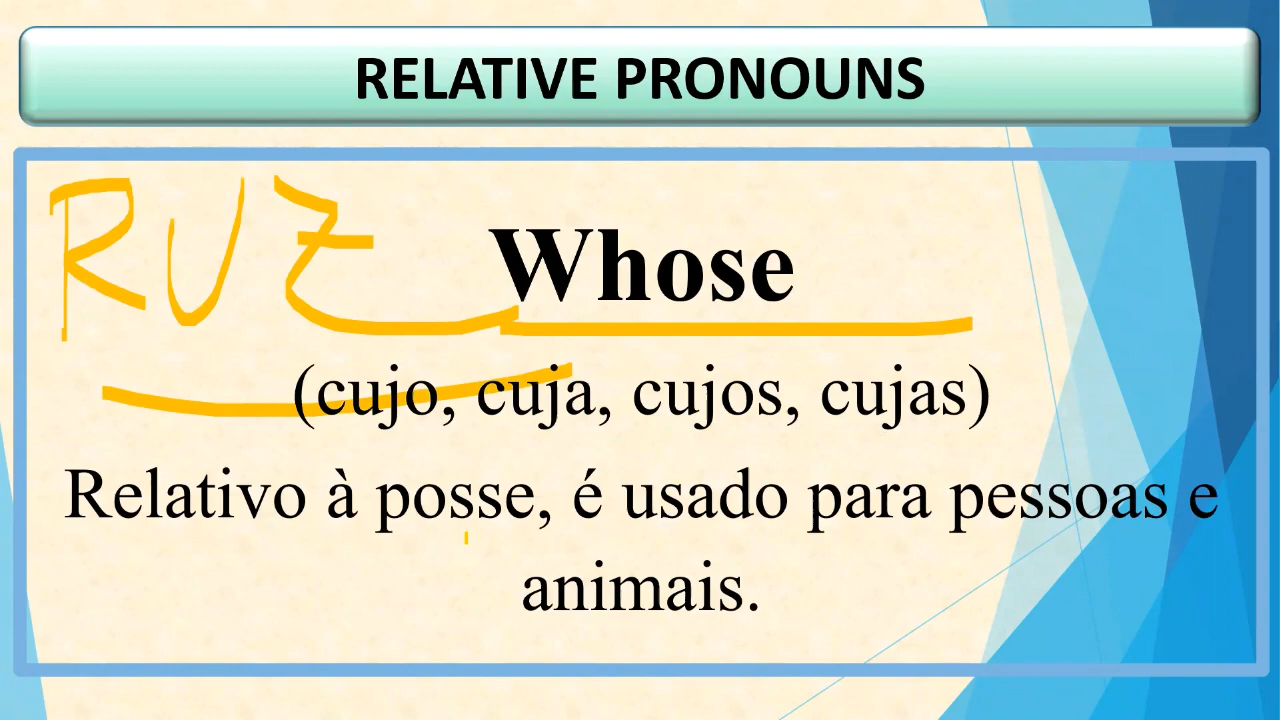 RELATIVE PRONOUNS
RUZ
Whose
(cujo, cuja, cujos, cujas)
Relativo à posse, é usado para pessoas e
animais.